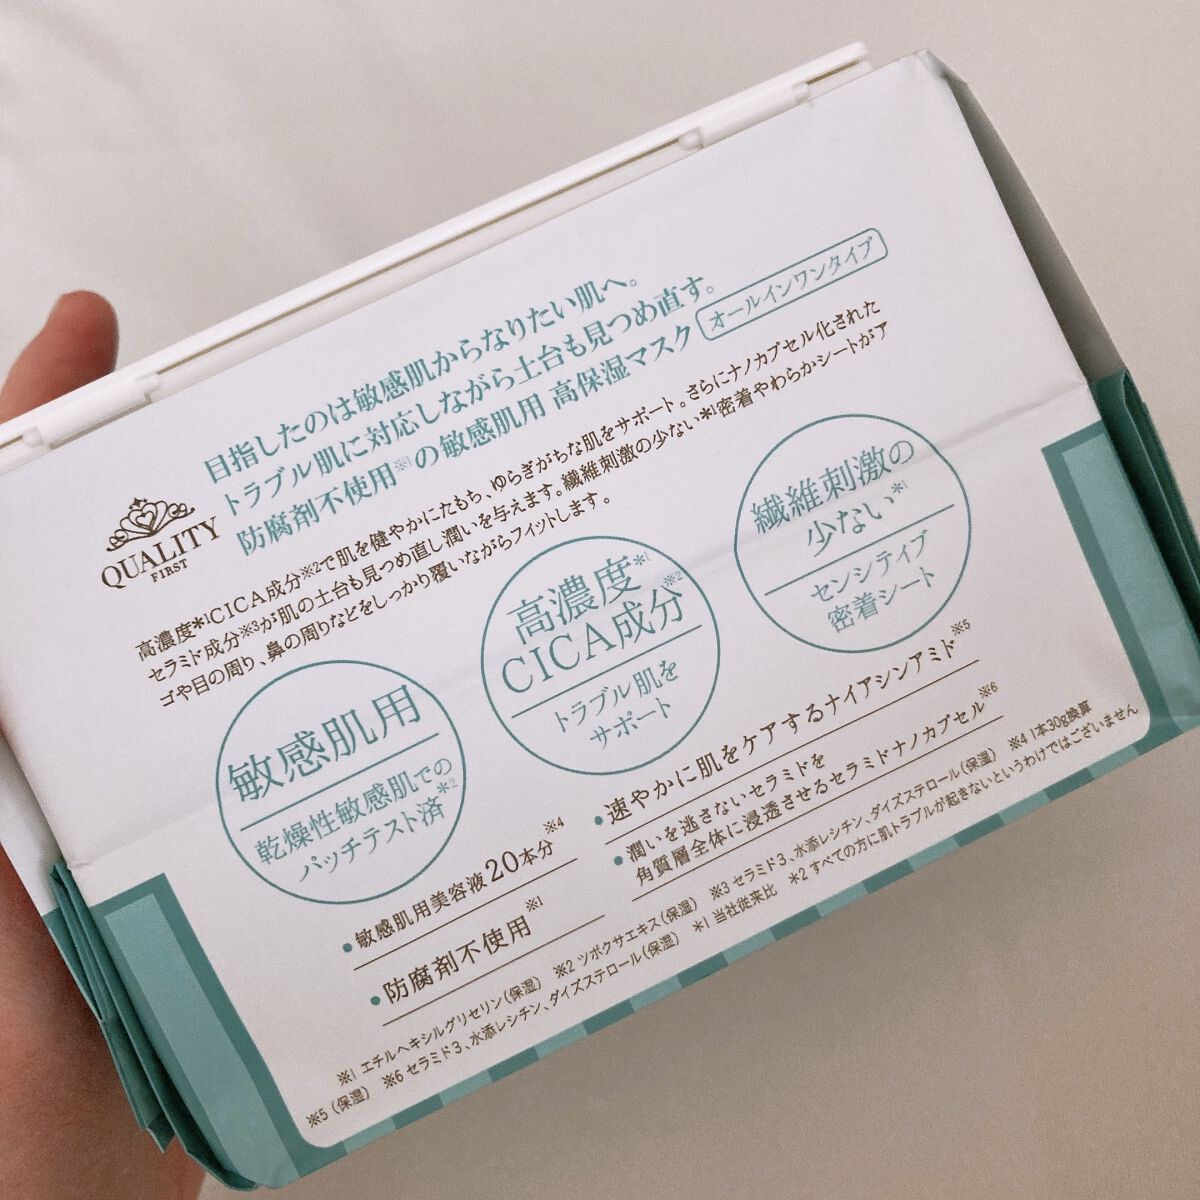 目指したのは敏感肌からなりたい肌へ。
トラブル肌に対応しながら土台も見つめ直す。
防腐剤不使用※1の敏感肌用 高保湿マスク オールインワンタイプ
QUALITY
FIRST
高濃度*1CICA成分※2で肌を健やかにたもち、ゆらぎがちな肌をサポート。さらにナノカプセル化された
セラミド成分※3が肌の土台も見つめ直し潤いを与えます。繊維刺激の少ない*1密着やわらかシートがア
ゴや目の周り、鼻の周りなどをしっかり覆いながらフィットします。
敏感肌用
乾燥性敏感肌での
パッチテスト済*2
高濃度*1
CICA成分※2
トラブル肌を
サポート
繊維刺激の
少ない*1
センシティブ
密着シート
• 敏感肌用美容液20本分※4
• 防腐剤不使用※1
• 速やかに肌をケアするナイアシンアミド※5
• 潤いを逃さないセラミドを
角質層全体に浸透させるセラミドナノカプセル※6
※1 エチルヘキシルグリセリン(保湿) ※2 ツボクサエキス(保湿) ※3 セラミド3、水添レシチン、ダイズステロール(保湿) ※4 1本30g換算
※5 (保湿) ※6 セラミド3、水添レシチン、ダイズステロール(保湿) *1 当社従来比 *2 すべての方に肌トラブルが起きないというわけではございません